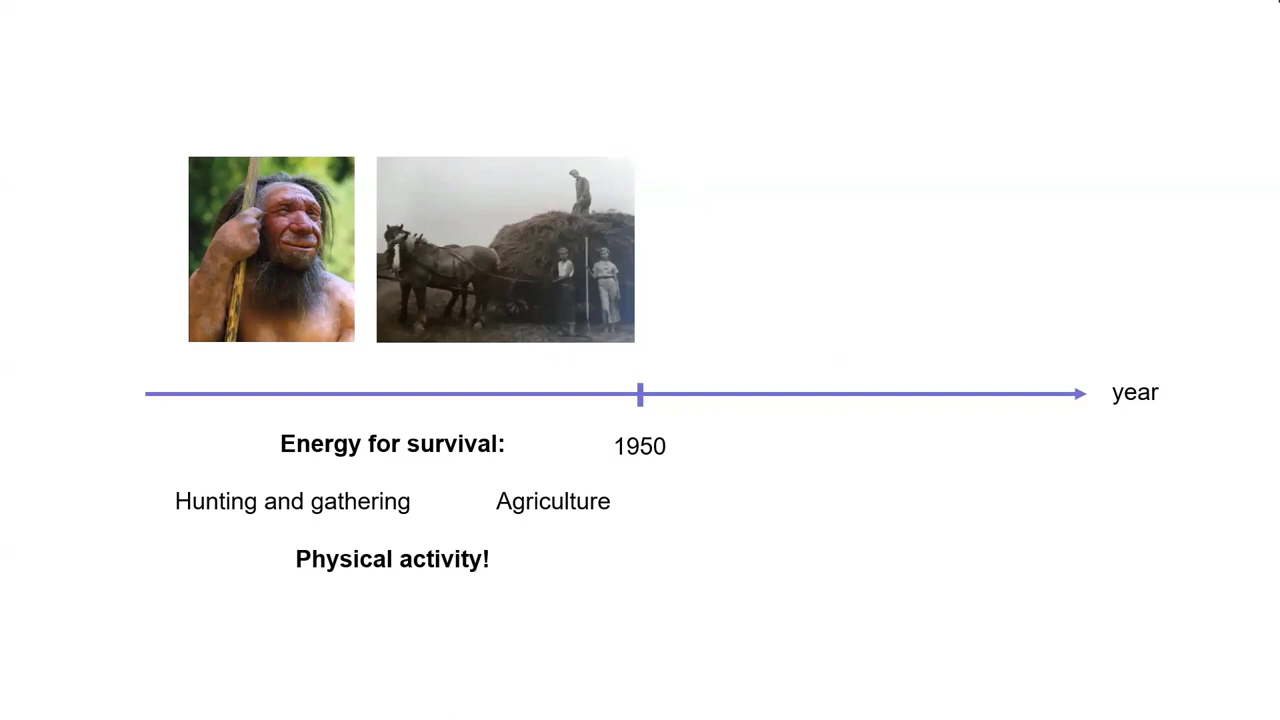 year
Energy for survival:
1950
Hunting and gathering
Agriculture
Physical activity!